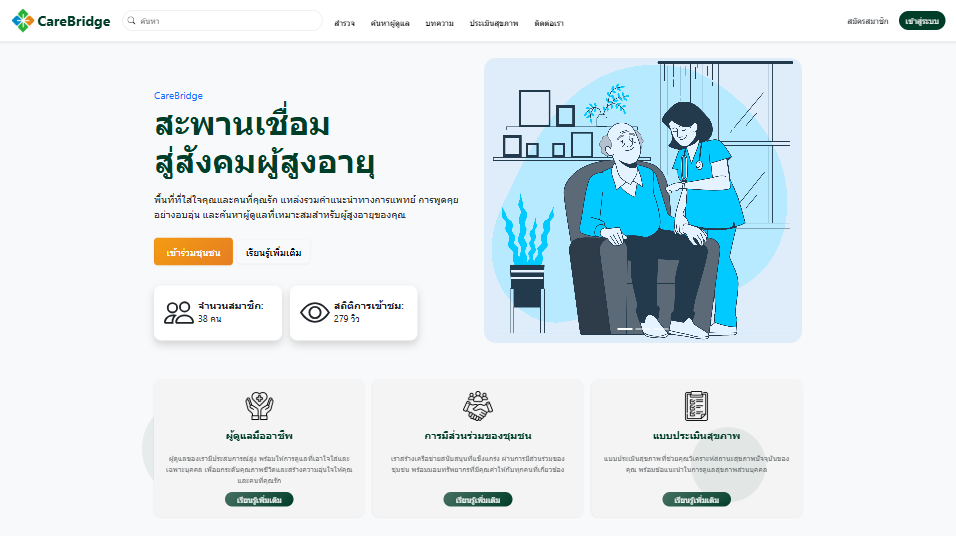 CareBridge
ค้นหา
สำรวจ
ค้นหาผู้ดูแล
บทความ
ประเมินสุขภาพ
ติดต่อเรา
สมัครสมาชิก
เข้าสู่ระบบ
CareBridge
สะพานเชื่อม
สู่สังคมผู้สูงอายุ
พื้นที่ที่ใส่ใจคุณและคนที่คุณรัก แหล่งรวมคำแนะนำทางการแพทย์ การพูดคุย
อย่างอบอุ่น และค้นหาผู้ดูแลที่เหมาะสมสำหรับผู้สูงอายุของคุณ
เข้าร่วมชุมชน
เรียนรู้เพิ่มเติม
จำนวนสมาชิก:
38 คน
สถิติการเข้าชม:
279 วิว
ผู้ดูแลมืออาชีพ
ผู้ดูแลของเรามีประสบการณ์สูง พร้อมให้การดูแลที่เอาใจใส่และ
เฉพาะบุคคล เพื่อยกระดับคุณภาพชีวิตและสร้างความอุ่นใจให้คุณ
และคนที่คุณรัก
เรียนรู้เพิ่มเติม
การมีส่วนร่วมของชุมชน
เราสร้างเครือข่ายสนับสนุนที่แข็งแกร่ง ผ่านการมีส่วนร่วมของ
ชุมชน พร้อมมอบทรัพยากรที่มีคุณค่าให้กับทุกคนที่เกี่ยวข้อง
เรียนรู้เพิ่มเติม
แบบประเมินสุขภาพ
แบบประเมินสุขภาพที่ช่วยคุณวิเคราะห์สถานะสุขภาพปัจจุบันของ
คุณ พร้อมข้อแนะนำในการดูแลสุขภาพส่วนบุคคล
เรียนรู้เพิ่มเติม